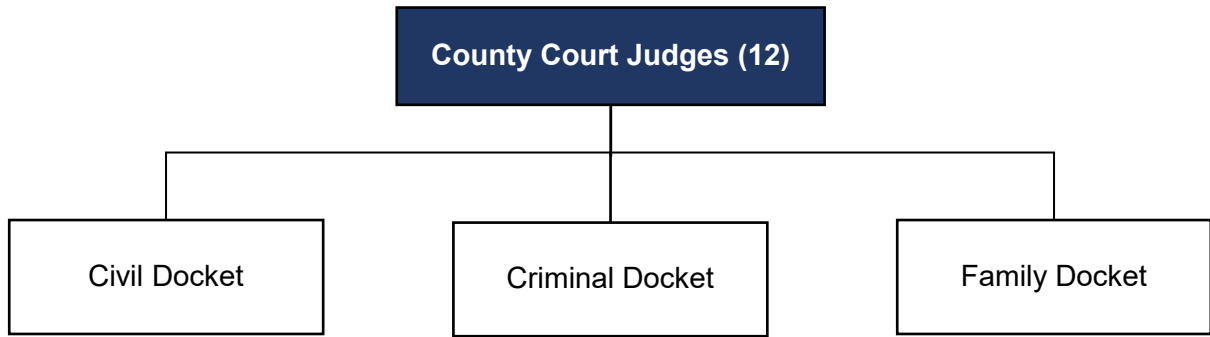 County Court Judges (12)
Civil Docket
Criminal Docket
Family Docket